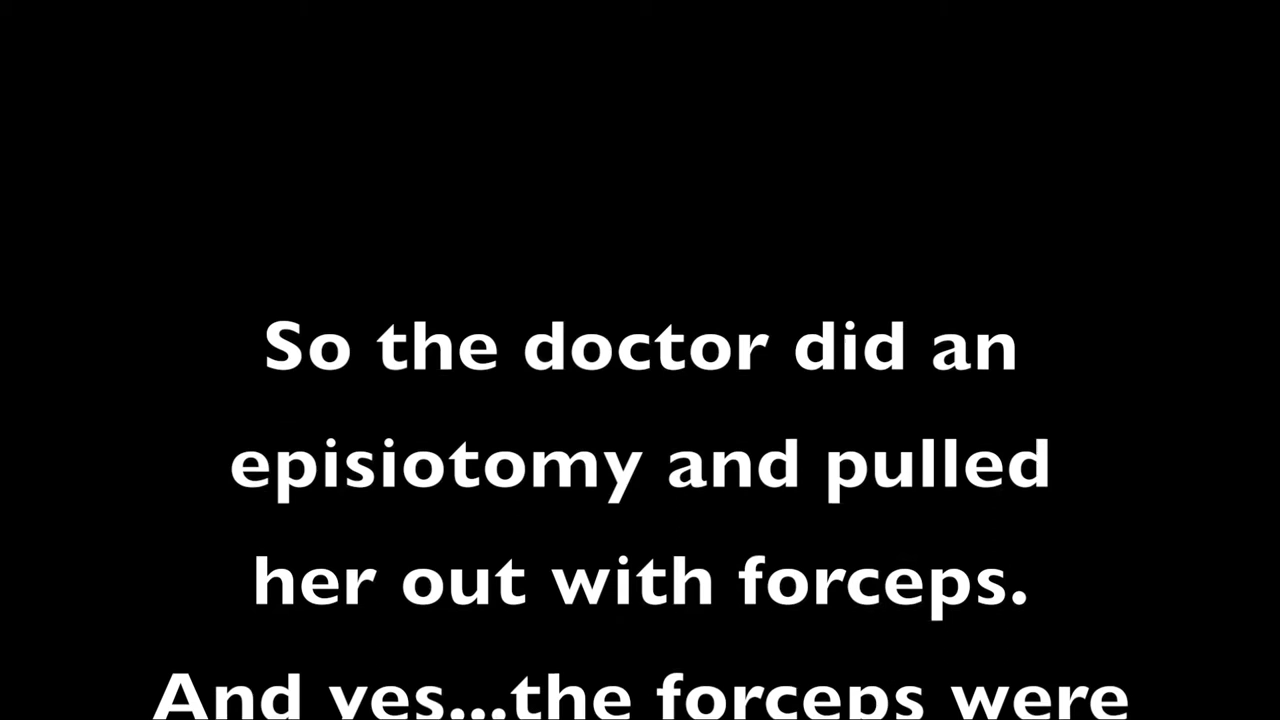 So the doctor did an
episiotomy and pulled
her out with forceps.
And yes...the forceps were